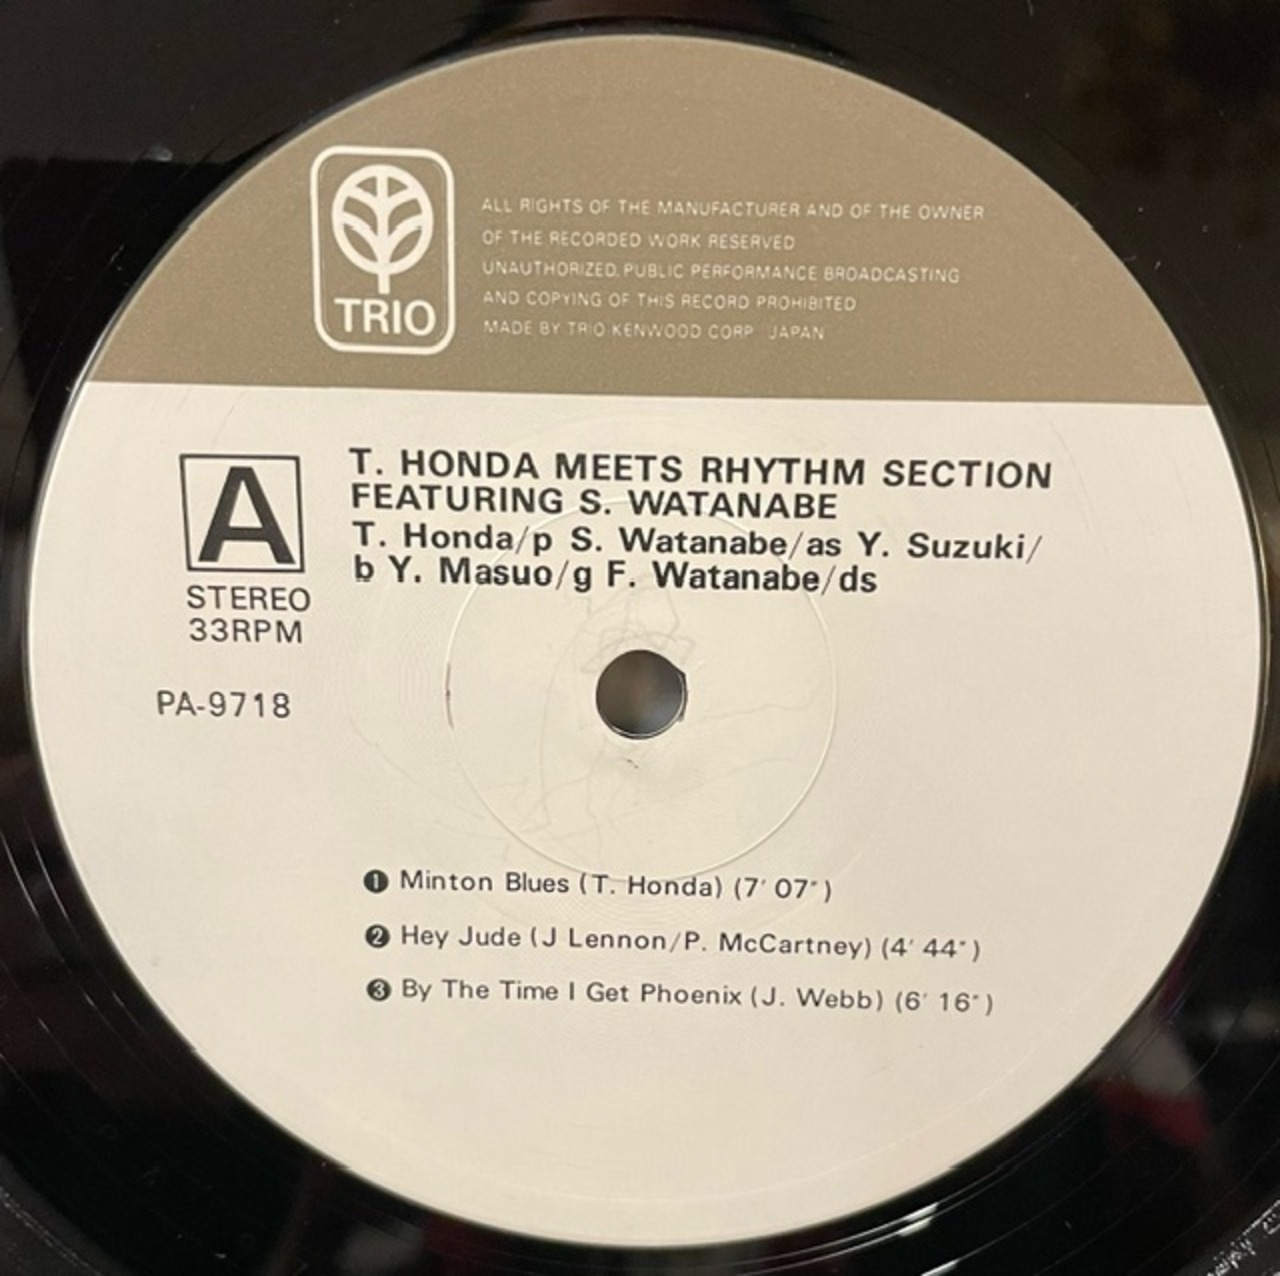 TRIO
ALL RIGHTS OF THE MANUFACTURER AND OF THE OWNER
OF THE RECORDED WORK RESERVED
UNAUTHORIZED. PUBLIC PERFORMANCE BROADCASTING
AND COPYING OF THIS RECORD PROHIBITED
MADE BY TRIO-KENWOOD CORP JAPAN
A
STEREO
33RPM
PA-9718
T. HONDA MEETS RHYTHM SECTION
FEATURING S. WATANABE
T. Honda/p S. Watanabe/as Y. Suzuki/
b Y. Masuo/g F. Watanabe/ds
❶ Minton Blues (T. Honda) (7′ 07″)
❷ Hey Jude (J Lennon/P. McCartney) (4′ 44″)
❸ By The Time I Get Phoenix (J. Webb) (6′ 16″)